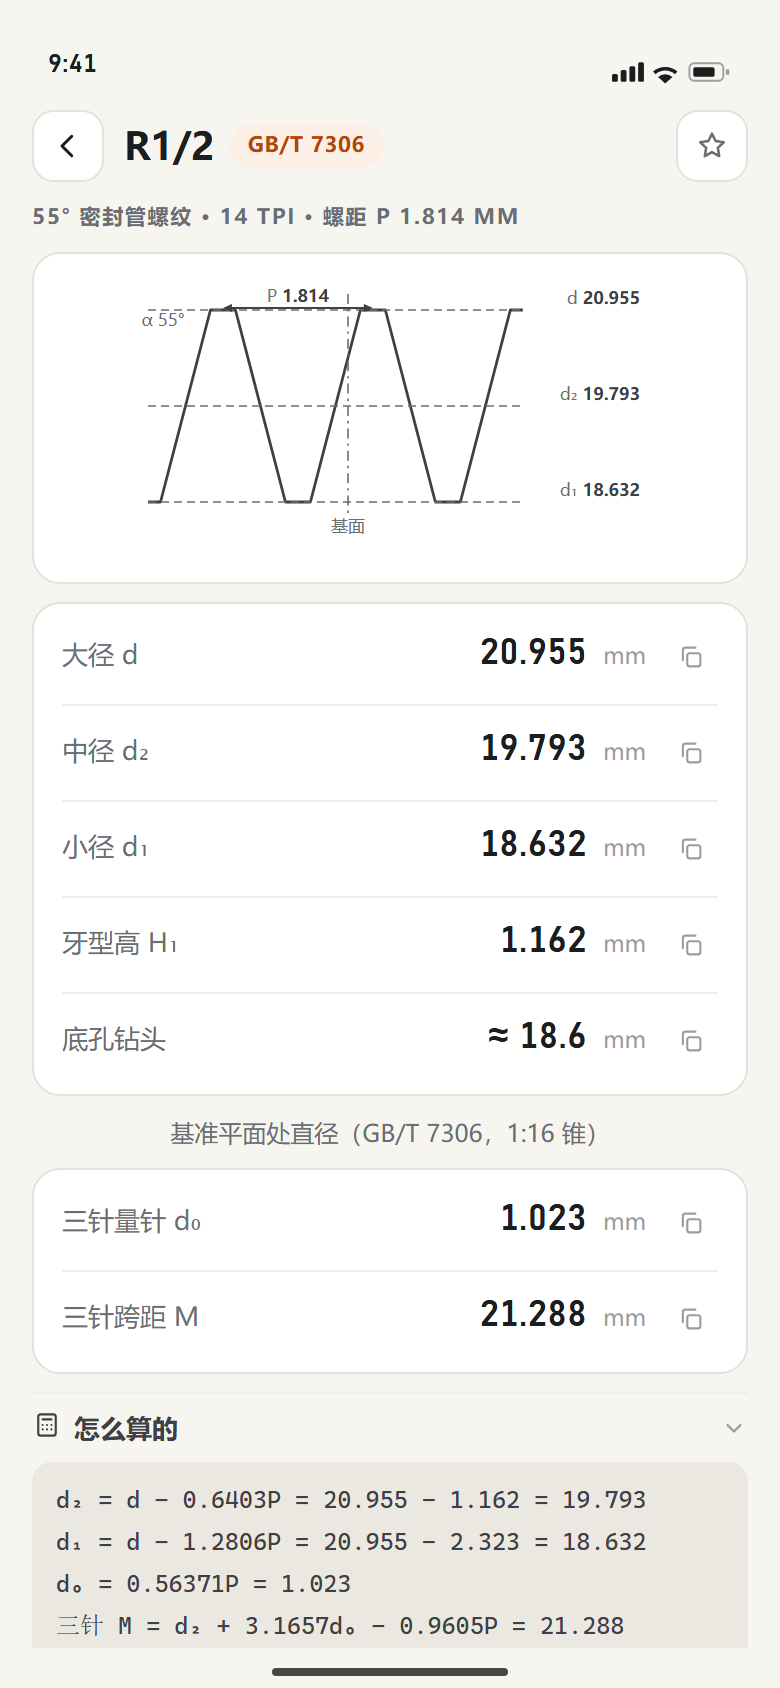 9:41
R1/2 GB/T 7306
55° 密封管螺纹 • 14 TPI • 螺距 P 1.814 MM
P 1.814
d 20.955
α 55°
d₂ 19.793
d₁ 18.632
基面
大径 d 20.955 mm
中径 d₂ 19.793 mm
小径 d₁ 18.632 mm
牙型高 H₁ 1.162 mm
底孔钻头 ≈ 18.6 mm
基准平面处直径（GB/T 7306，1:16 锥）
三针量针 d₀ 1.023 mm
三针跨距 M 21.288 mm
怎么算的
d₂ = d − 0.6403P = 20.955 − 1.162 = 19.793
d₁ = d − 1.2806P = 20.955 − 2.323 = 18.632
d₀ = 0.56371P = 1.023
三针 M = d₂ + 3.1657d₀ − 0.9605P = 21.288